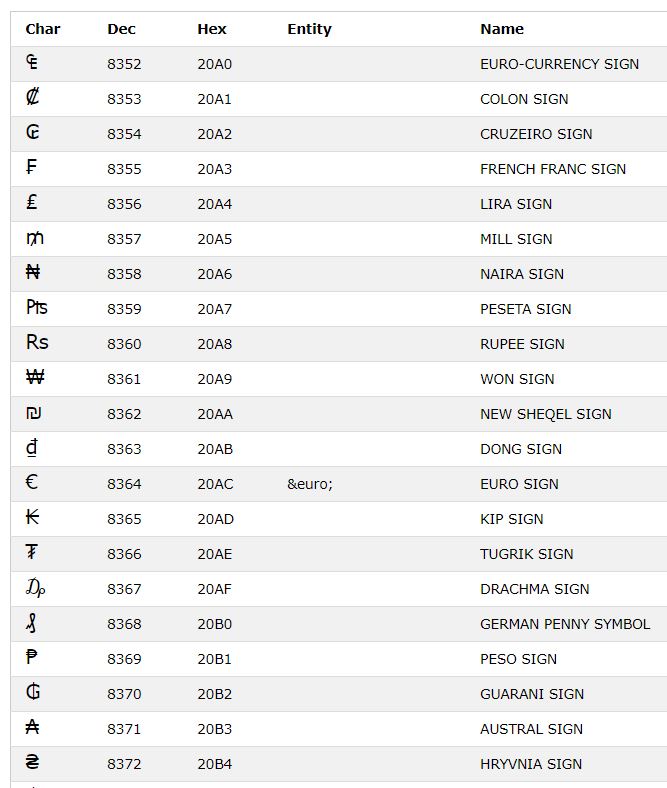 Char Dec Hex Entity Name
₠ 8352 20A0 EURO-CURRENCY SIGN
₡ 8353 20A1 COLON SIGN
₢ 8354 20A2 CRUZEIRO SIGN
₣ 8355 20A3 FRENCH FRANC SIGN
₤ 8356 20A4 LIRA SIGN
₥ 8357 20A5 MILL SIGN
₦ 8358 20A6 NAIRA SIGN
₧ 8359 20A7 PESETA SIGN
₨ 8360 20A8 RUPEE SIGN
₩ 8361 20A9 WON SIGN
₪ 8362 20AA NEW SHEQEL SIGN
₫ 8363 20AB DONG SIGN
€ 8364 20AC &euro; EURO SIGN
₭ 8365 20AD KIP SIGN
₮ 8366 20AE TUGRIK SIGN
₯ 8367 20AF DRACHMA SIGN
₰ 8368 20B0 GERMAN PENNY SYMBOL
₱ 8369 20B1 PESO SIGN
₲ 8370 20B2 GUARANI SIGN
₳ 8371 20B3 AUSTRAL SIGN
₴ 8372 20B4 HRYVNIA SIGN